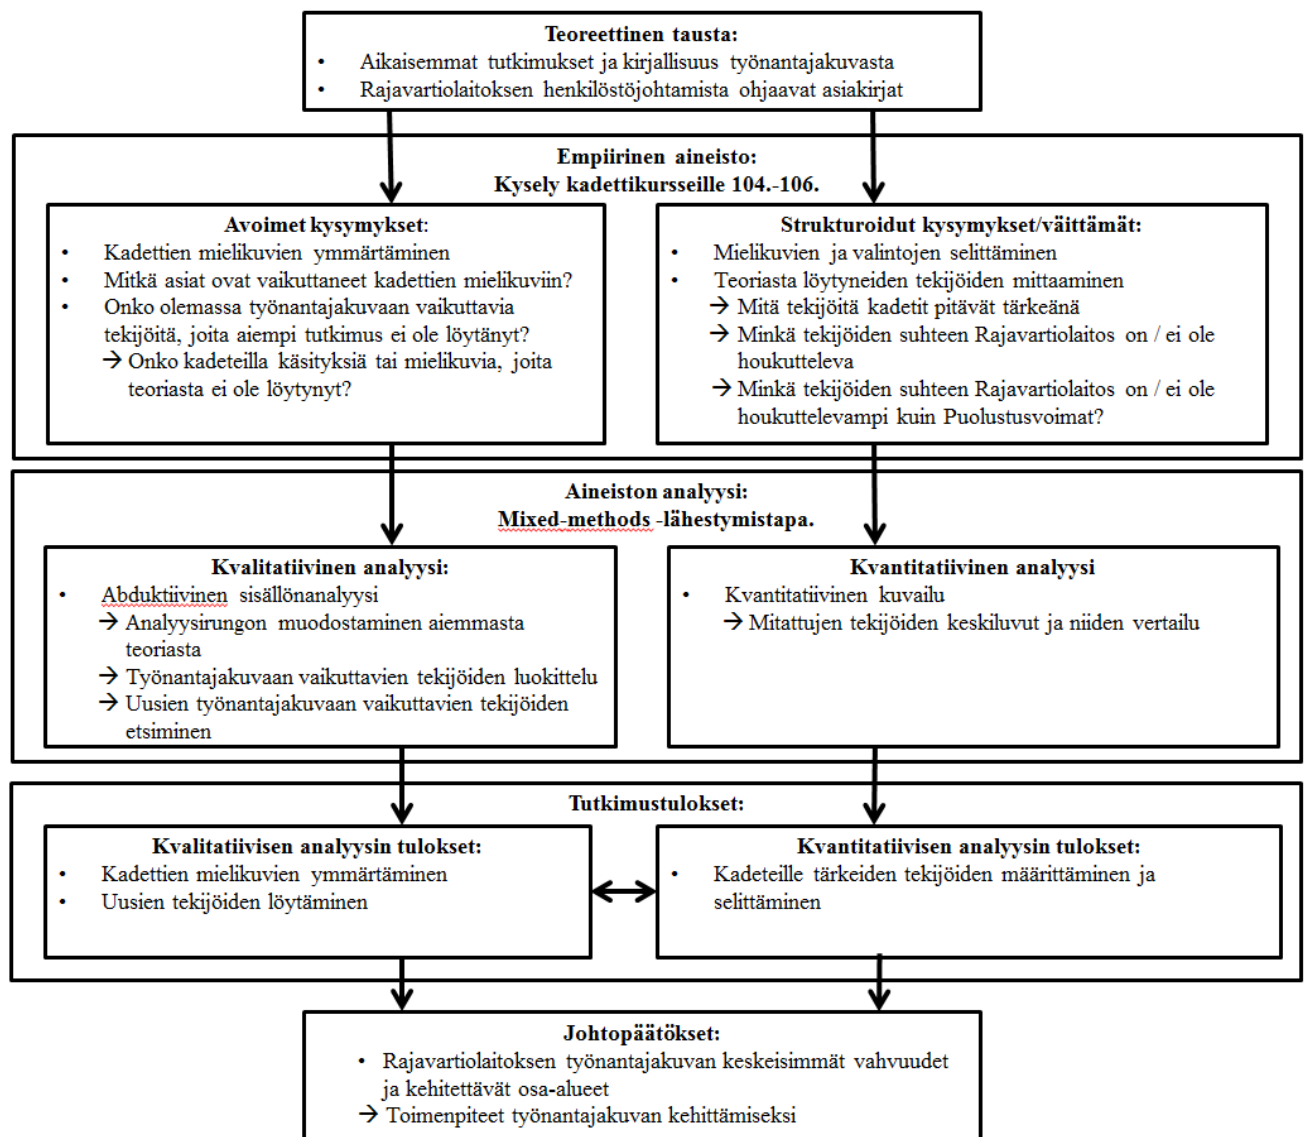 Teoreettinen tausta:
• Aikaisemmat tutkimukset ja kirjallisuus työnantajakuvasta
• Rajavartiolaitoksen henkilöstöjohtamista ohjaavat asiakirjat
Empiirinen aineisto:
Kysely kadettikursseille 104.-106.
Avoimet kysymykset:
• Kadettien mielikuvien ymmärtäminen
• Mitkä asiat ovat vaikuttaneet kadettien mielikuviin?
• Onko olemassa työnantajakuvaan vaikuttavia
tekijöitä, joita aiempi tutkimus ei ole löytänyt?
→ Onko kadeteilla käsityksiä tai mielikuvia, joita
teoriasta ei ole löytynyt?
Strukturoidut kysymykset/väittämät:
• Mielikuvien ja valintojen selittäminen
• Teoriasta löytyneiden tekijöiden mittaaminen
→ Mitä tekijöitä kadetit pitävät tärkeänä
→ Minkä tekijöiden suhteen Rajavartiolaitos on / ei ole
houkutteleva
→ Minkä tekijöiden suhteen Rajavartiolaitos on / ei ole
houkuttelevampi kuin Puolustusvoimat?
Aineiston analyysi:
Mixed-methods -lähestymistapa.
Kvalitatiivinen analyysi:
• Abduktiivinen sisällönanalyysi
→ Analyysirungon muodostaminen aiemmasta
teoriasta
→ Työnantajakuvaan vaikuttavien tekijöiden luokittelu
→ Uusien työnantajakuvaan vaikuttavien tekijöiden
etsiminen
Kvantitatiivinen analyysi
• Kvantitatiivinen kuvailu
→ Mitattujen tekijöiden keskiluvut ja niiden vertailu
Tutkimustulokset:
Kvalitatiivisen analyysin tulokset:
• Kadettien mielikuvien ymmärtäminen
• Uusien tekijöiden löytäminen
Kvantitatiivisen analyysin tulokset:
• Kadeteille tärkeiden tekijöiden määrittäminen ja
selittäminen
Johtopäätökset:
• Rajavartiolaitoksen työnantajakuvan keskeisimmät vahvuudet
ja kehitettävät osa-alueet
→ Toimenpiteet työnantajakuvan kehittämiseksi